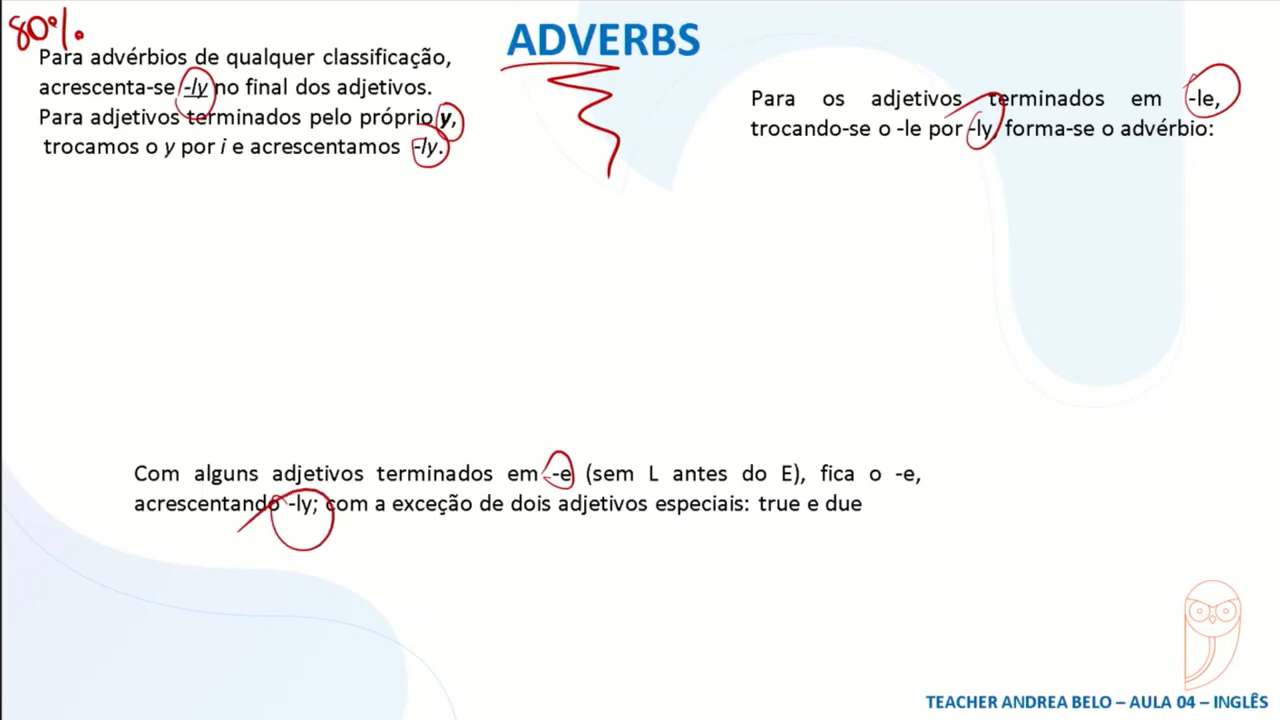 80%
ADVERBS
Para advérbios de qualquer classificação,
acrescenta-se -ly no final dos adjetivos.
Para adjetivos terminados pelo próprio y,
trocamos o y por i e acrescentamos -ly.
Para os adjetivos terminados em -le,
trocando-se o -le por -ly, forma-se o advérbio:
Com alguns adjetivos terminados em -e (sem L antes do E), fica o -e,
acrescentando -ly; com a exceção de dois adjetivos especiais: true e due
TEACHER ANDREA BELO – AULA 04 – INGLÊS